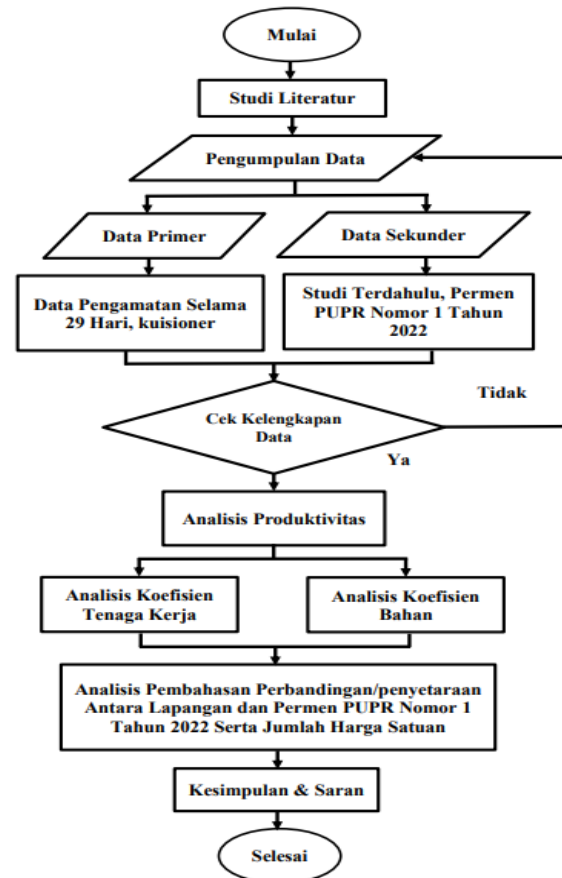 Mulai
Studi Literatur
Pengumpulan Data
Data Primer
Data Sekunder
Data Pengamatan Selama
29 Hari, kuisioner
Studi Terdahulu, Permen
PUPR Nomor 1 Tahun
2022
Cek Kelengkapan
Data
Tidak
Ya
Analisis Produktivitas
Analisis Koefisien
Tenaga Kerja
Analisis Koefisien
Bahan
Analisis Pembahasan Perbandingan/penyetaraan
Antara Lapangan dan Permen PUPR Nomor 1
Tahun 2022 Serta Jumlah Harga Satuan
Kesimpulan & Saran
Selesai